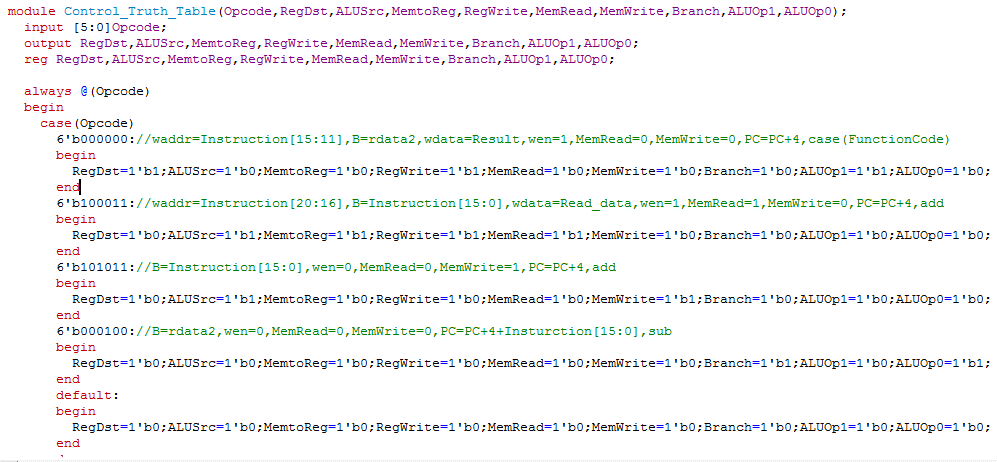 module Control_Truth_Table(Opcode,RegDst,ALUSrc,MemtoReg,RegWrite,MemRead,MemWrite,Branch,ALUOp1,ALUOp0);
input [5:0]Opcode;
output RegDst,ALUSrc,MemtoReg,RegWrite,MemRead,MemWrite,Branch,ALUOp1,ALUOp0;
reg RegDst,ALUSrc,MemtoReg,RegWrite,MemRead,MemWrite,Branch,ALUOp1,ALUOp0;
always @(Opcode)
begin
case(Opcode)
6'b000000://waddr=Instruction[15:11],B=rdata2,wdata=Result,wen=1,MemRead=0,MemWrite=0,PC=PC+4,case(FunctionCode)
begin
RegDst=1'b1;ALUSrc=1'b0;MemtoReg=1'b0;RegWrite=1'b1;MemRead=1'b0;MemWrite=1'b0;Branch=1'b0;ALUOp1=1'b1;ALUOp0=1'b0;
end
6'b100011://waddr=Instruction[20:16],B=Instruction[15:0],wdata=Read_data,wen=1,MemRead=1,MemWrite=0,PC=PC+4,add
begin
RegDst=1'b0;ALUSrc=1'b1;MemtoReg=1'b1;RegWrite=1'b1;MemRead=1'b1;MemWrite=1'b0;Branch=1'b0;ALUOp1=1'b0;ALUOp0=1'b0;
end
6'b101011://B=Instruction[15:0],wen=0,MemRead=0,MemWrite=1,PC=PC+4,add
begin
RegDst=1'b0;ALUSrc=1'b1;MemtoReg=1'b0;RegWrite=1'b0;MemRead=1'b0;MemWrite=1'b1;Branch=1'b0;ALUOp1=1'b0;ALUOp0=1'b0;
end
6'b000100://B=rdata2,wen=0,MemRead=0,MemWrite=0,PC=PC+4+Insturction[15:0],sub
begin
RegDst=1'b0;ALUSrc=1'b0;MemtoReg=1'b0;RegWrite=1'b0;MemRead=1'b0;MemWrite=1'b0;Branch=1'b1;ALUOp1=1'b0;ALUOp0=1'b1;
end
default:
begin
RegDst=1'b0;ALUSrc=1'b0;MemtoReg=1'b0;RegWrite=1'b0;MemRead=1'b0;MemWrite=1'b0;Branch=1'b0;ALUOp1=1'b0;ALUOp0=1'b0;
end